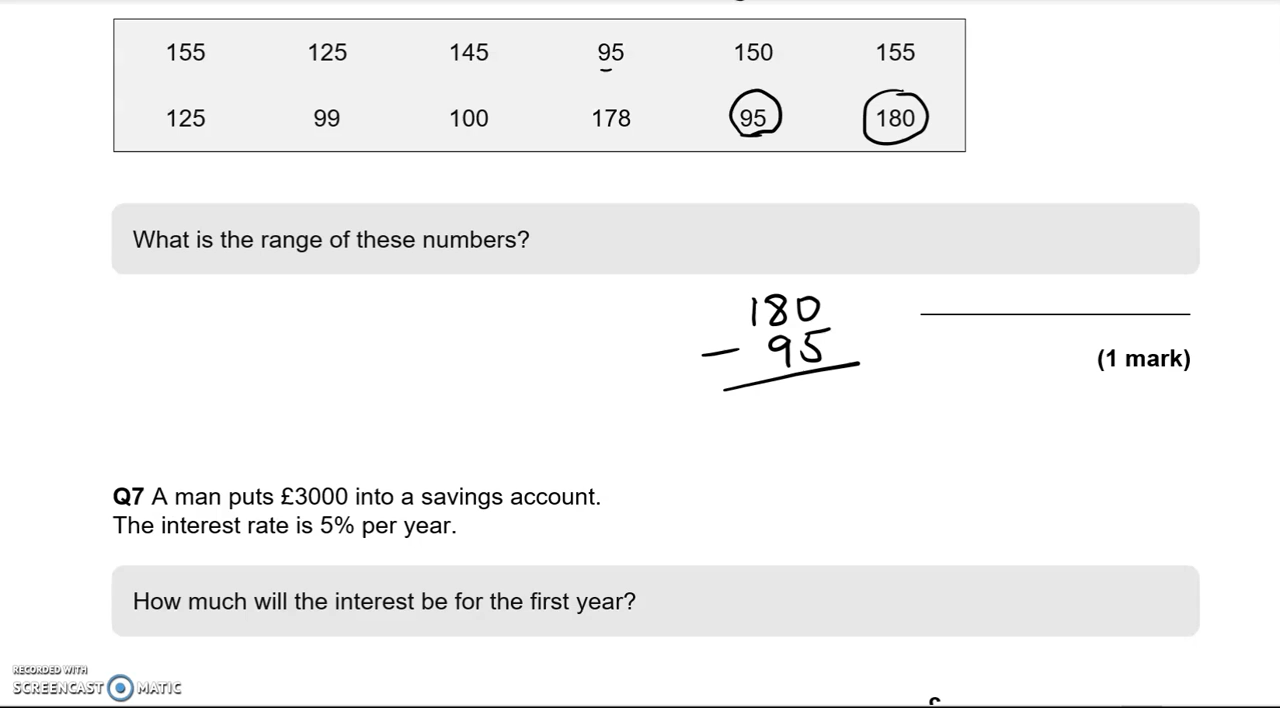 155 125 145 95 150 155
125 99 100 178 95 180
What is the range of these numbers?
180
- 95
(1 mark)
Q7 A man puts £3000 into a savings account.
The interest rate is 5% per year.
How much will the interest be for the first year?
RECORDED WITH
SCREENCAST MATIC